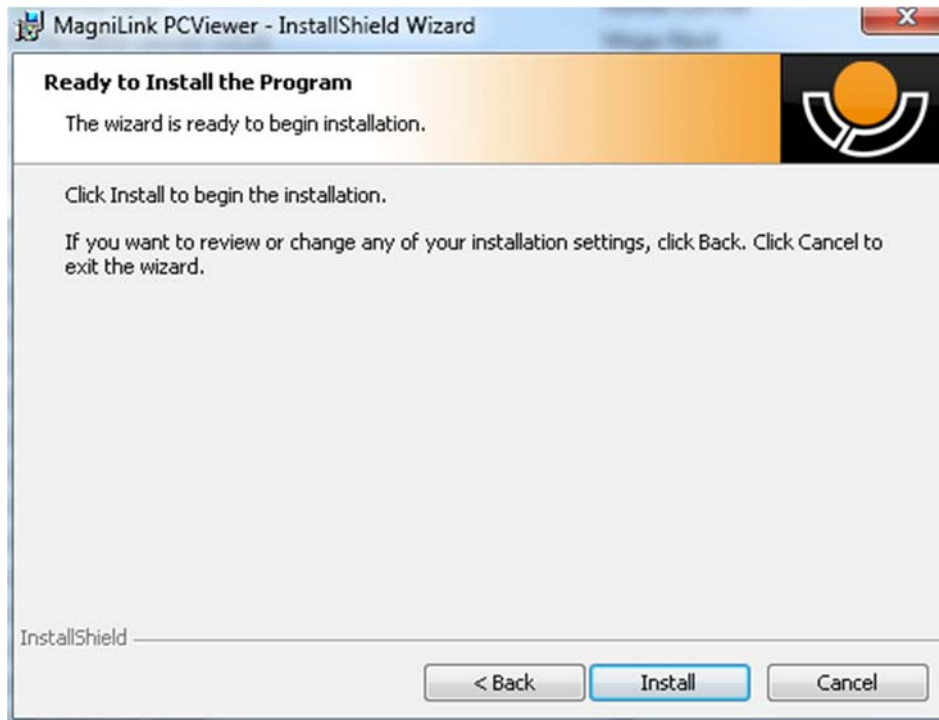 MagniLink PCViewer - InstallShield Wizard
Ready to Install the Program
The wizard is ready to begin installation.
Click Install to begin the installation.
If you want to review or change any of your installation settings, click Back. Click Cancel to
exit the wizard.
InstallShield
< Back
Install
Cancel